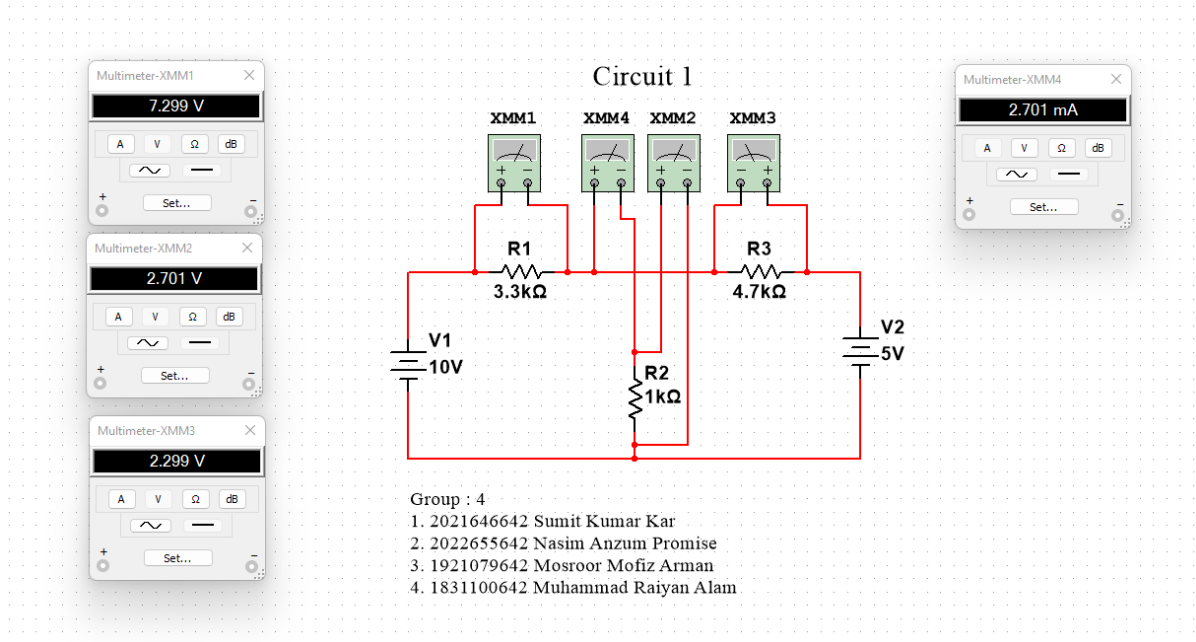 Multimeter-XMM1
7.299 V
A V Ω dB
+ −
Set...
Multimeter-XMM2
2.701 V
A V Ω dB
+ −
Set...
Multimeter-XMM3
2.299 V
A V Ω dB
+ −
Set...
Circuit 1
XMM1 XMM4 XMM2 XMM3
+ − + − + − − +
R1 R3
3.3kΩ 4.7kΩ
V1
10V
V2
5V
R2
1kΩ
Group : 4
1. 2021646642 Sumit Kumar Kar
2. 2022655642 Nasim Anzum Promise
3. 1921079642 Mosroor Mofiz Arman
4. 1831100642 Muhammad Raiyan Alam
Multimeter-XMM4
2.701 mA
A V Ω dB
+ −
Set...